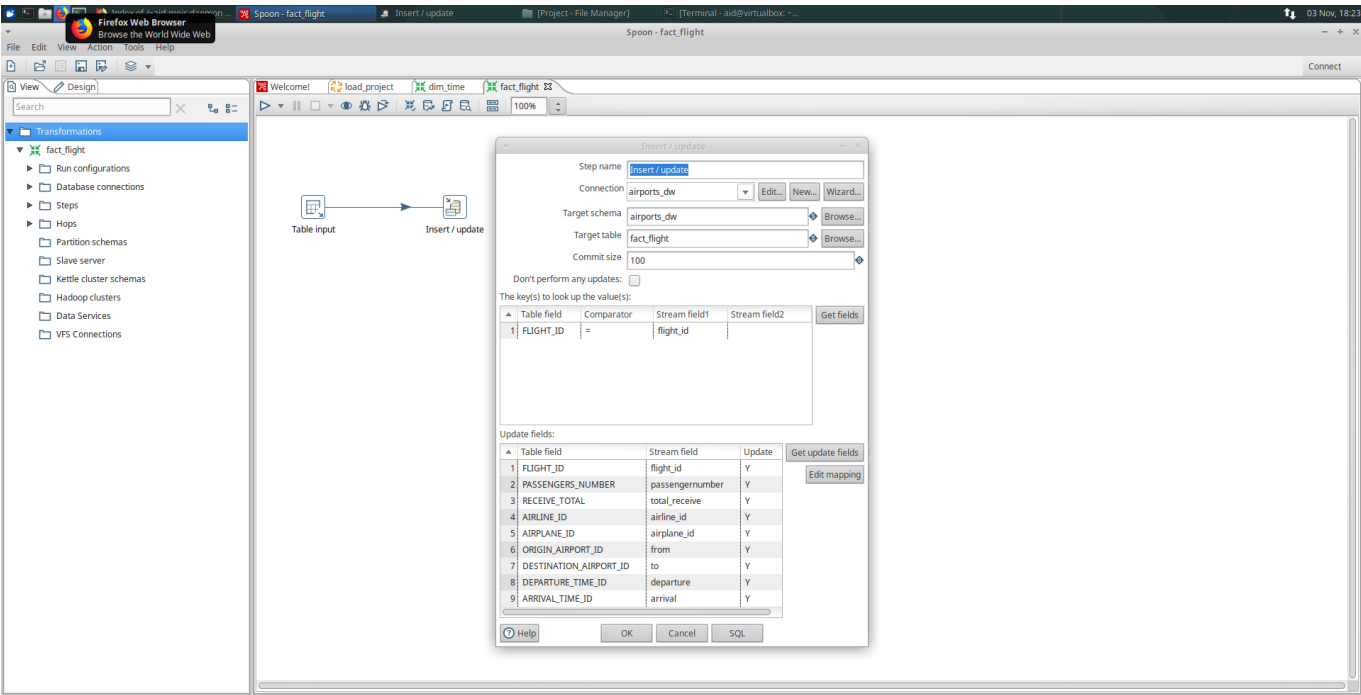 Index of /~aid.mois.daemon ...
Spoon - fact_flight
Insert / update
[Project - File Manager]
[Terminal - aid@virtualbox: ~...
03 Nov, 18:23
Firefox Web Browser
Browse the World Wide Web
Spoon - fact_flight
File Edit View Action Tools Help
Connect
View Design
Welcome! load_project dim_time fact_flight
Search
100%
Transformations
fact_flight
Run configurations
Database connections
Steps
Hops
Partition schemas
Slave server
Kettle cluster schemas
Hadoop clusters
Data Services
VFS Connections
Table input
Insert / update
Insert / update
Step name Insert / update
Connection airports_dw Edit... New... Wizard...
Target schema airports_dw Browse...
Target table fact_flight Browse...
Commit size 100
Don't perform any updates:
The key(s) to look up the value(s):
Table field Comparator Stream field1 Stream field2 Get fields
1 FLIGHT_ID = flight_id
Update fields:
Table field Stream field Update Get update fields
1 FLIGHT_ID flight_id Y
Edit mapping
2 PASSENGERS_NUMBER passengernumber Y
3 RECEIVE_TOTAL total_receive Y
4 AIRLINE_ID airline_id Y
5 AIRPLANE_ID airplane_id Y
6 ORIGIN_AIRPORT_ID from Y
7 DESTINATION_AIRPORT_ID to Y
8 DEPARTURE_TIME_ID departure Y
9 ARRIVAL_TIME_ID arrival Y
Help OK Cancel SQL